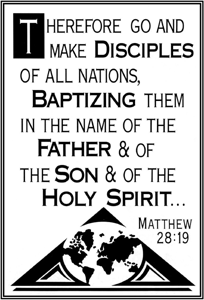 THEREFORE GO AND
MAKE DISCIPLES
OF ALL NATIONS,
BAPTIZING THEM
IN THE NAME OF THE
FATHER & OF
THE SON & OF THE
HOLY SPIRIT...
MATTHEW
28:19